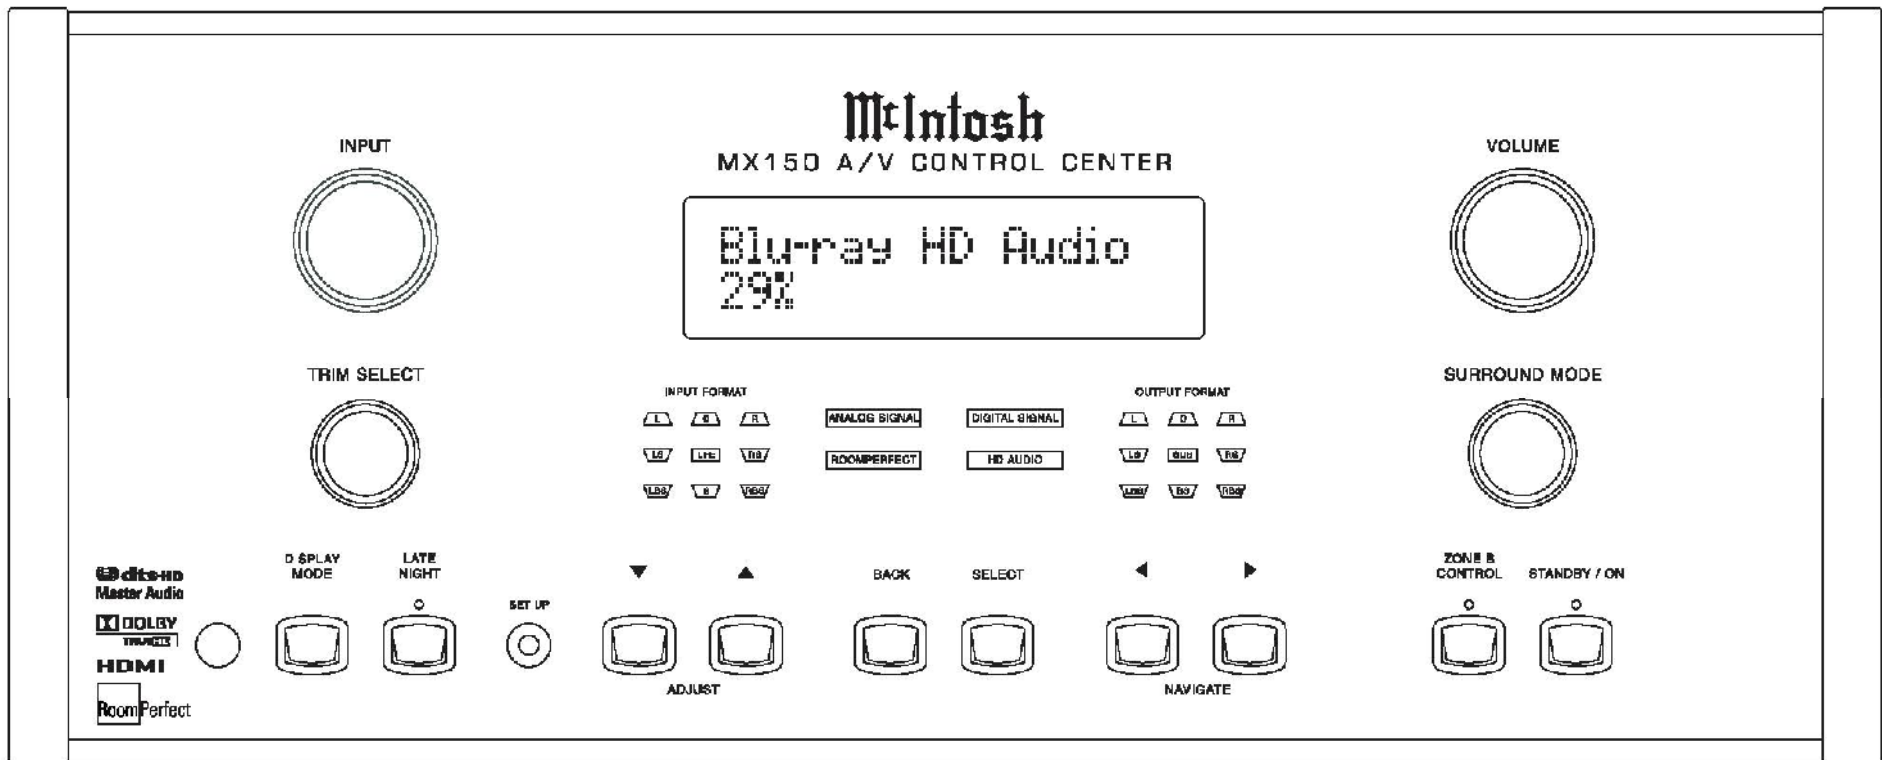 McIntosh
MX150 A/V CONTROL CENTER
INPUT
VOLUME
Blu-ray HD Audio
29%
TRIM SELECT
SURROUND MODE
INPUT FORMAT
L C R
LS LFE RS
LBS S RBS
ANALOG SIGNAL
DIGITAL SIGNAL
ROOMPERFECT
HD AUDIO
OUTPUT FORMAT
L C R
LS SUB RS
LBS BS RBS
dts-HD
Master Audio
DOLBY
TRUEHD
HDMI
RoomPerfect
DISPLAY
MODE
LATE
NIGHT
SET UP
ADJUST
BACK
SELECT
NAVIGATE
ZONE B
CONTROL
STANDBY / ON